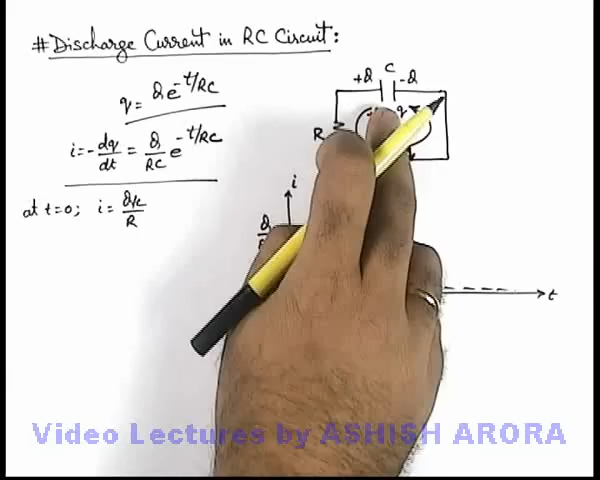 # Discharge Current in RC Circuit:
q = Qe^-t/RC
i = -dq/dt = Q/RC e^-t/RC
at t=0; i = Q/C/R
+Q C -Q
q
R
i
Q
t
Video Lectures by ASHISH ARORA